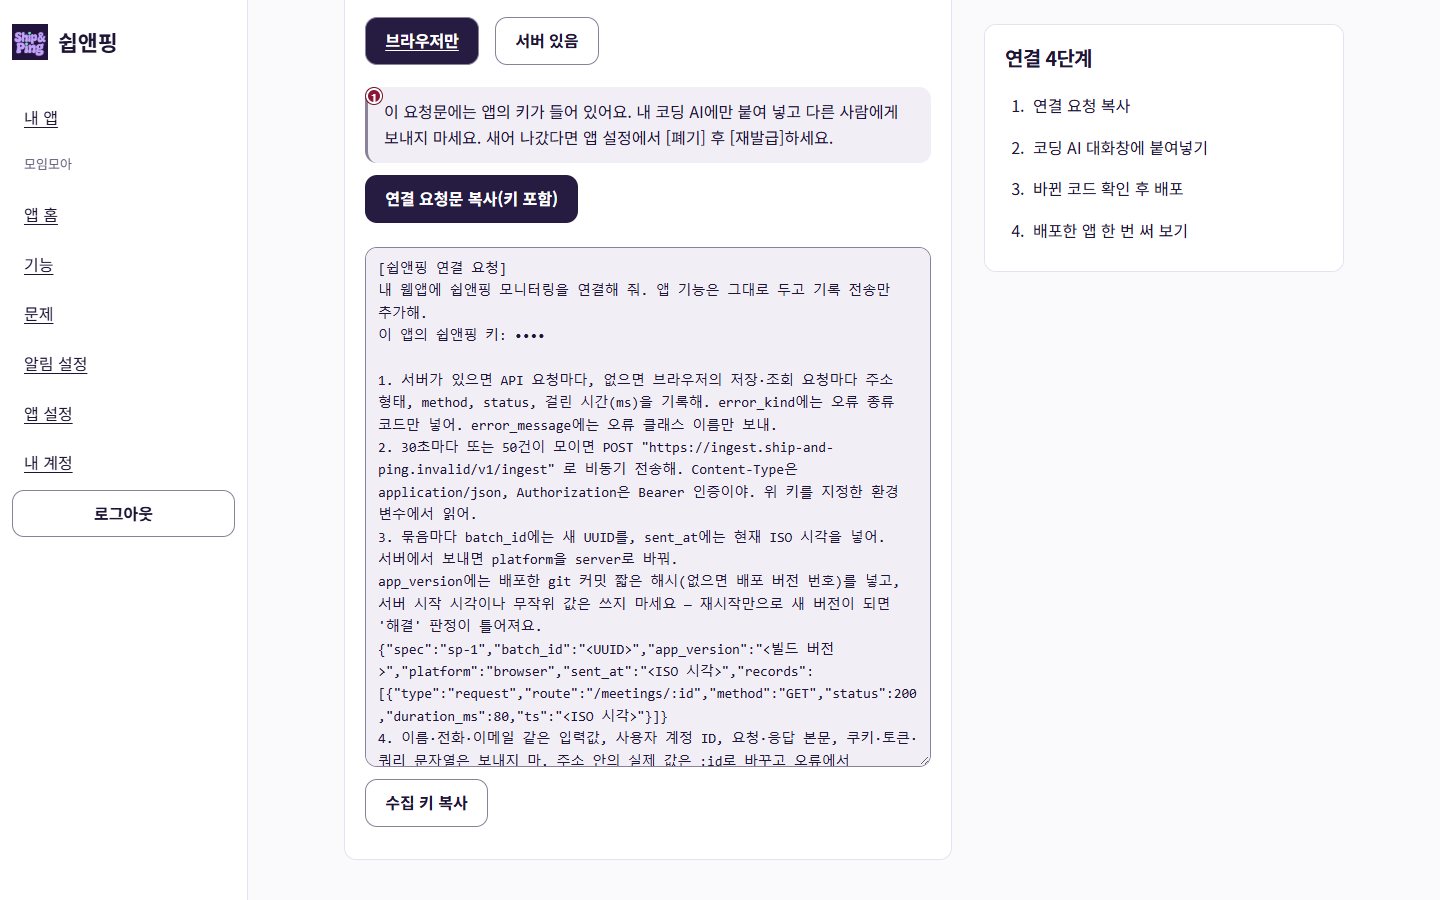 Ship&
Ping
쉽앤핑
내 앱
모임모아
앱 홈
기능
문제
알림 설정
앱 설정
내 계정
로그아웃
브라우저만
서버 있음
1
이 요청문에는 앱의 키가 들어 있어요. 내 코딩 AI에만 붙여 넣고 다른 사람에게
보내지 마세요. 새어 나갔다면 앱 설정에서 [폐기] 후 [재발급]하세요.
연결 요청문 복사(키 포함)
[쉽앤핑 연결 요청]
내 웹앱에 쉽앤핑 모니터링을 연결해 줘. 앱 기능은 그대로 두고 기록 전송만
추가해.
이 앱의 쉽앤핑 키: ••••
1. 서버가 있으면 API 요청마다, 없으면 브라우저의 저장·조회 요청마다 주소
형태, method, status, 걸린 시간(ms)을 기록해. error_kind에는 오류 종류
코드만 넣어. error_message에는 오류 클래스 이름만 보내.
2. 30초마다 또는 50건이 모이면 POST "https://ingest.ship-and-
ping.invalid/v1/ingest" 로 비동기 전송해. Content-Type은
application/json, Authorization은 Bearer 인증이야. 위 키를 지정한 환경
변수에서 읽어.
3. 묶음마다 batch_id에는 새 UUID를, sent_at에는 현재 ISO 시각을 넣어.
서버에서 보내면 platform을 server로 바꿔.
app_version에는 배포한 git 커밋 짧은 해시(없으면 배포 버전 번호)를 넣고,
서버 시작 시각이나 무작위 값은 쓰지 마세요 — 재시작만으로 새 버전이 되면
'해결' 판정이 틀어져요.
{"spec":"sp-1","batch_id":"<UUID>","app_version":"<빌드 버전
>","platform":"browser","sent_at":"<ISO 시각>","records":
[{"type":"request","route":"/meetings/:id","method":"GET","status":200
,"duration_ms":80,"ts":"<ISO 시각>"}]}
4. 이름·전화·이메일 같은 입력값, 사용자 계정 ID, 요청·응답 본문, 쿠키·토큰·
쿼리 문자열은 보내지 마. 주소 안의 실제 값은 :id로 바꾸고 오류에서
수집 키 복사
연결 4단계
1. 연결 요청 복사
2. 코딩 AI 대화창에 붙여넣기
3. 바뀐 코드 확인 후 배포
4. 배포한 앱 한 번 써 보기